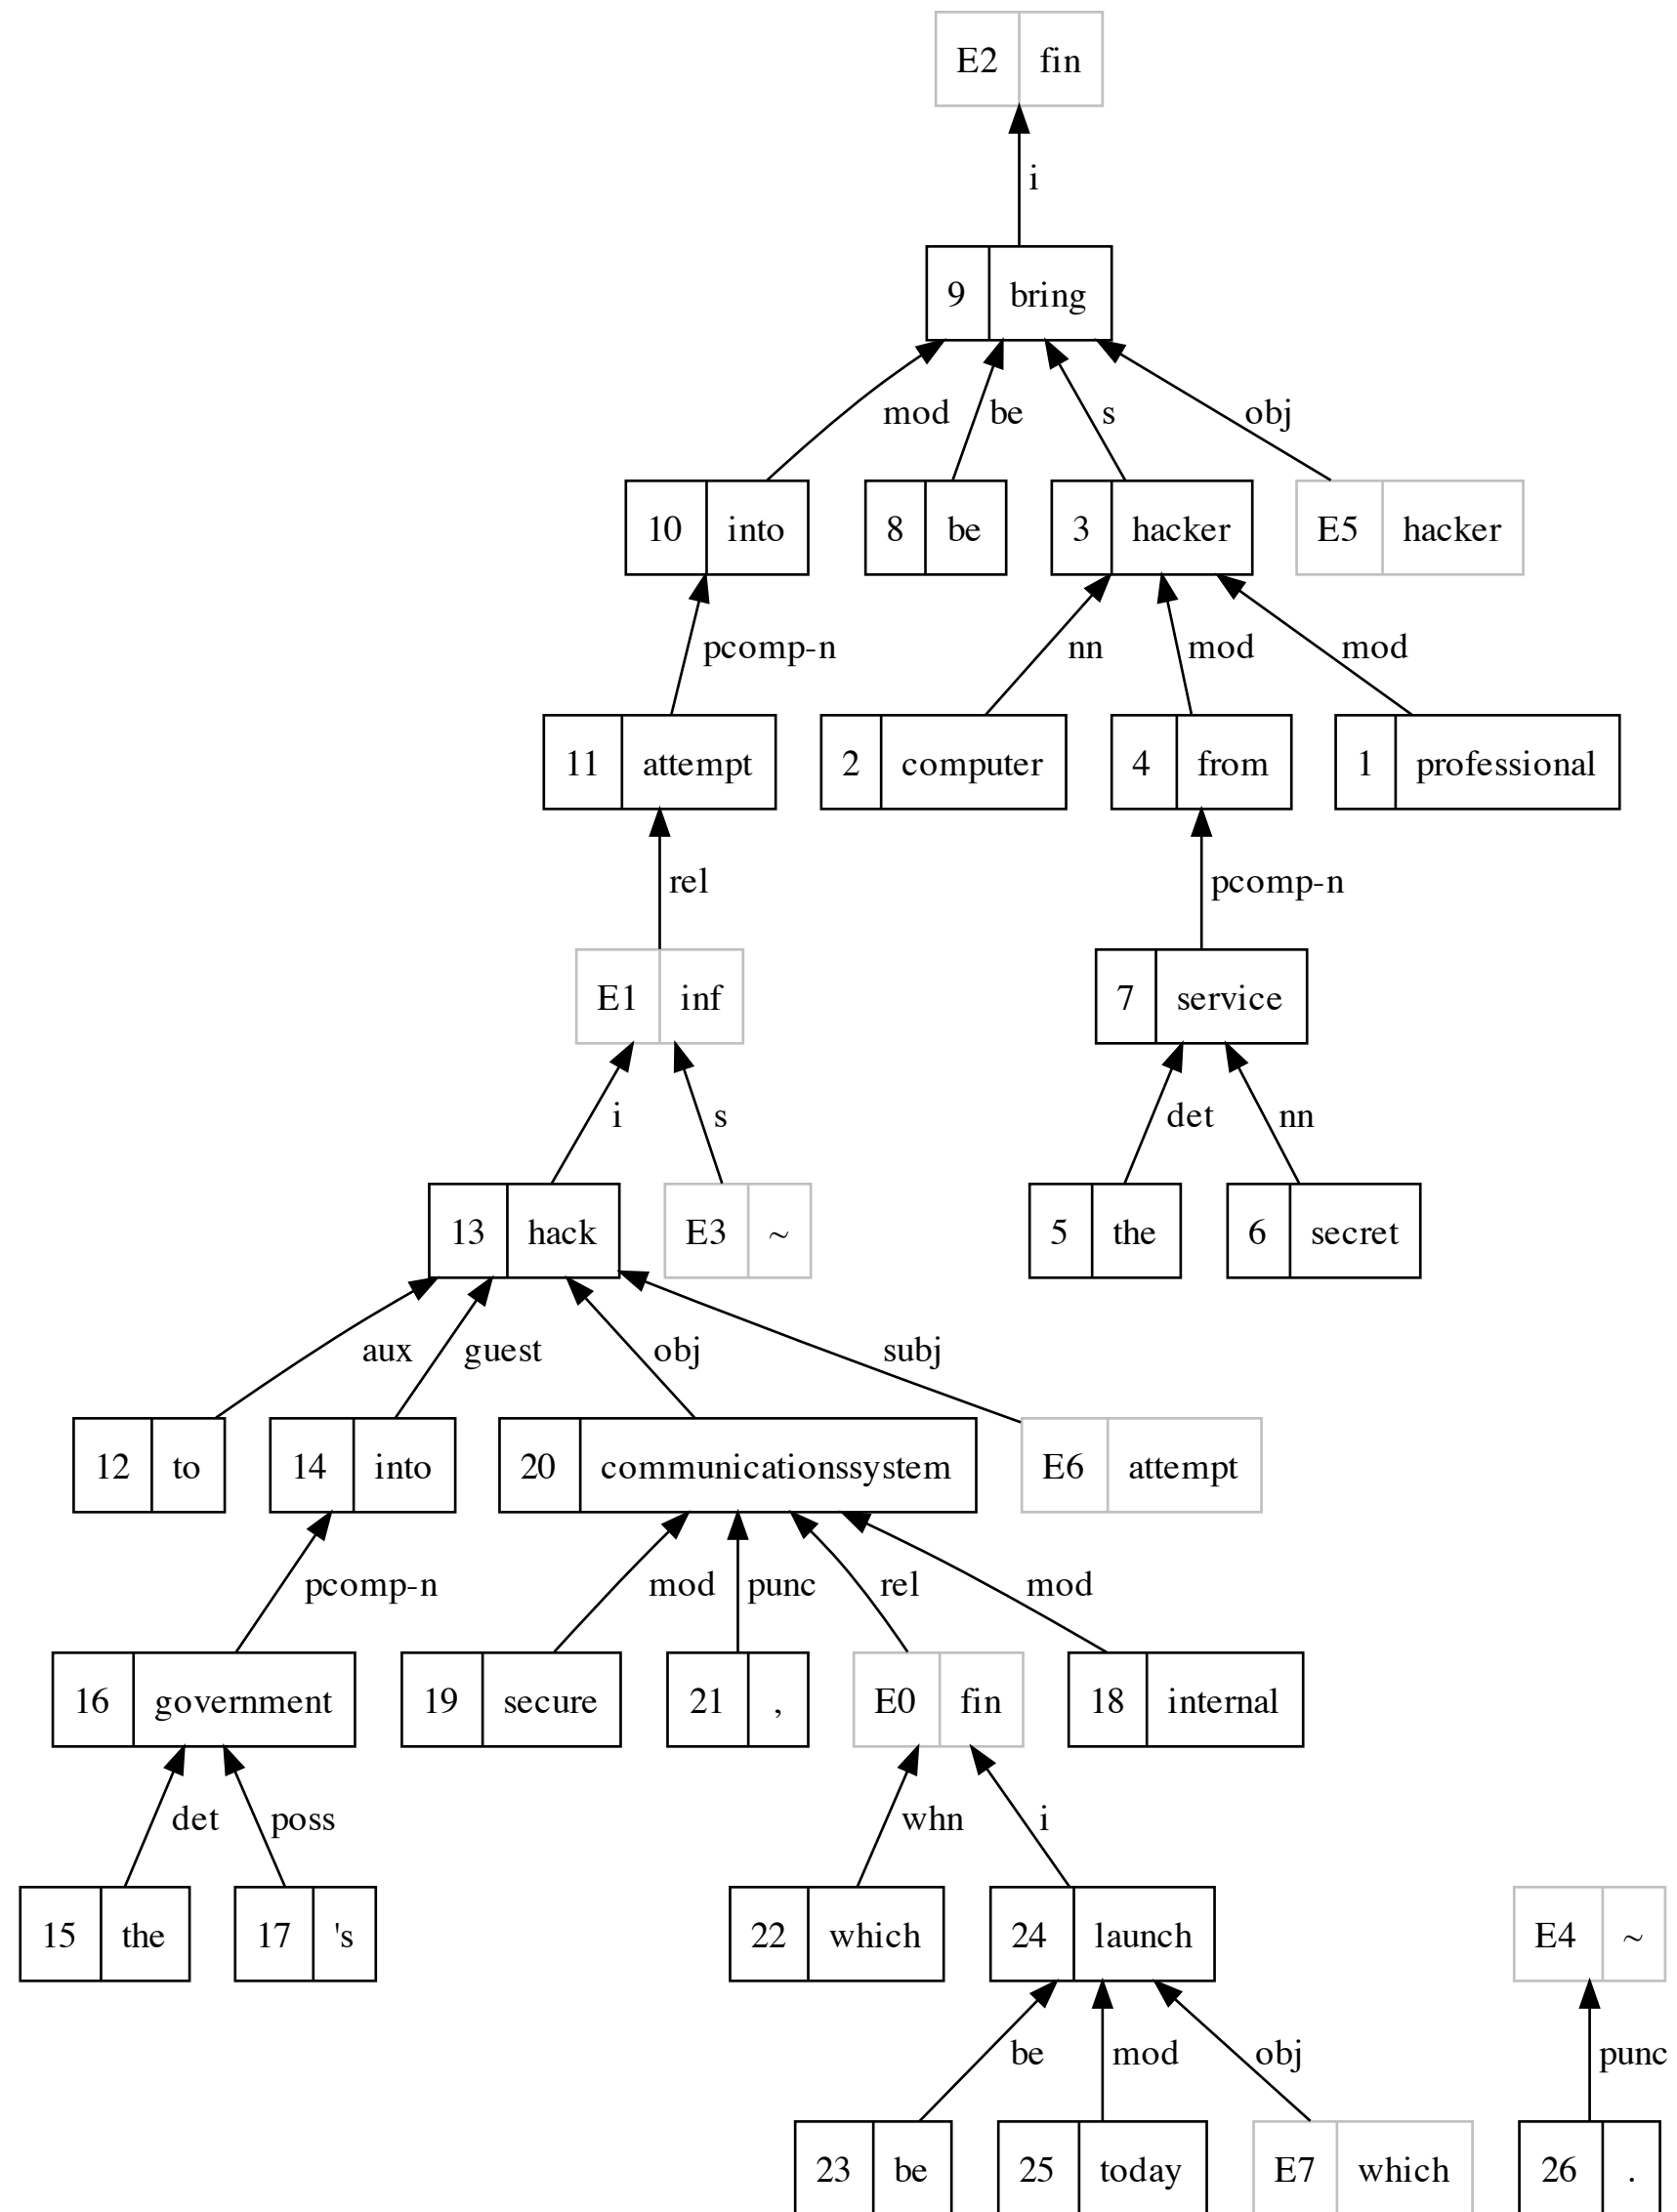 E2 fin
i
9 bring
mod be s obj
10 into 8 be 3 hacker E5 hacker
pcomp-n nn mod mod
11 attempt 2 computer 4 from 1 professional
rel pcomp-n
E1 inf 7 service
i s det nn
13 hack E3 ~ 5 the 6 secret
aux guest obj subj
12 to 14 into 20 communicationssystem E6 attempt
pcomp-n mod punc rel mod
16 government 19 secure 21 , E0 fin 18 internal
det poss whn i
15 the 17 's 22 which 24 launch E4 ~
be mod obj punc
23 be 25 today E7 which 26 .